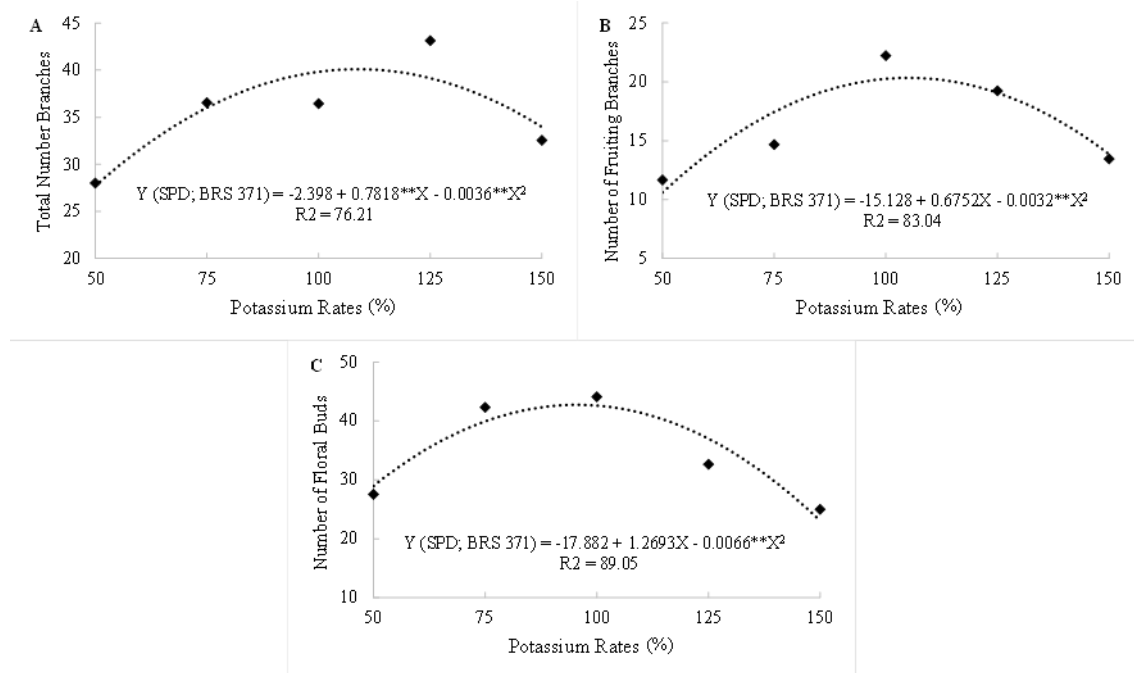 A
Total Number Branches
45
40
35
30
25
20
Y (SPD; BRS 371) = -2.398 + 0.7818**X - 0.0036**X²
R2 = 76.21
50 75 100 125 150
Potassium Rates (%)
B
Number of Fruiting Branches
25
20
15
10
5
Y (SPD; BRS 371) = -15.128 + 0.6752X - 0.0032**X²
R2 = 83.04
50 75 100 125 150
Potassium Rates (%)
C
Number of Floral Buds
50
40
30
20
10
Y (SPD; BRS 371) = -17.882 + 1.2693X - 0.0066**X²
R2 = 89.05
50 75 100 125 150
Potassium Rates (%)